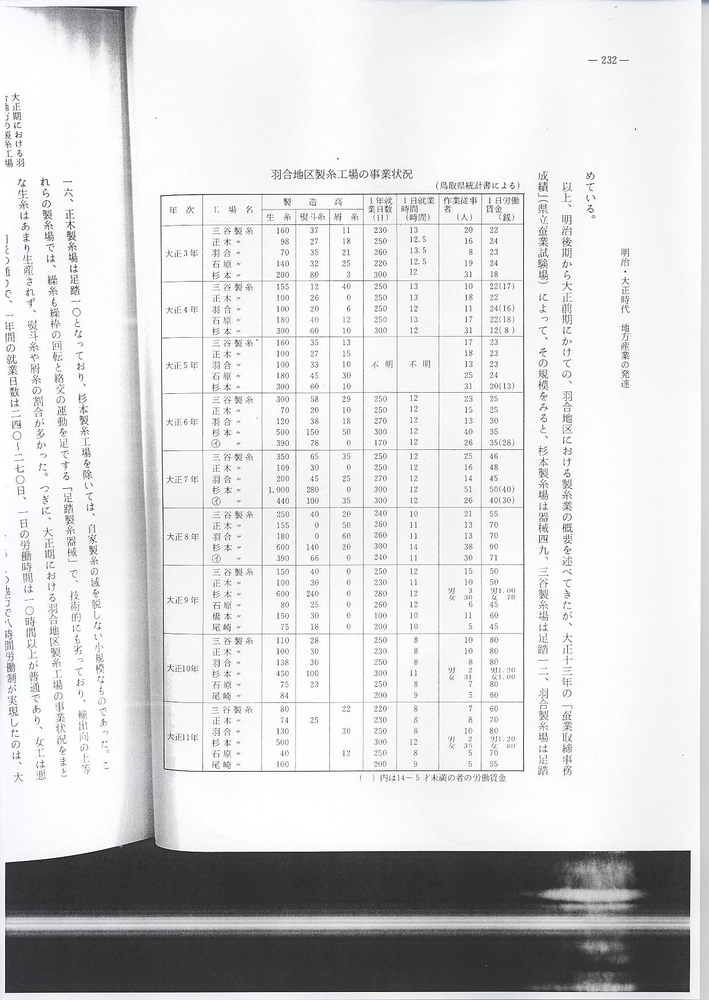 ― 232 ―
明治・大正時代　地方産業の発達
めている。
以上、明治後期から大正前期にかけての、羽合地区における製糸業の概要を述べてきたが、大正十三年の「蚕業取締事務
成績」（県立蚕業試験場）によって、その規模をみると、杉本製糸場は器械四九、三谷製糸場は足踏一二、羽合製糸場は足踏
羽合地区製糸工場の事業状況
（鳥取県統計書による）
年次 工場名 製造高 1年就業日数（日） 1日就業時間（時間） 作業従事者（人） 1日労働賃金（銭）
生糸 熨斗糸 屑糸
大正3年
三谷製糸 160 37 11 230 13 20 22
正木〃 98 27 18 250 12.5 16 24
羽合〃 70 35 21 260 13.5 8 23
石原〃 140 32 25 220 12.5 19 24
杉本〃 200 80 3 300 12 31 18
大正4年
三谷製糸 155 12 40 250 13 10 22(17)
正木〃 100 26 0 250 13 18 22
羽合〃 100 20 6 250 12 11 24(16)
石原〃 180 40 12 250 13 17 22(18)
杉本〃 300 60 10 300 12 31 12(8)
大正5年 不明 不明
三谷製糸 160 35 13 17 23
正木〃 100 27 15 18 23
羽合〃 100 33 10 13 23
石原〃 180 45 30 25 24
杉本〃 300 60 10 31 20(13)
大正6年
三谷製糸 300 58 29 250 12 23 25
正木〃 70 20 10 250 12 15 25
羽合〃 120 38 18 270 12 13 30
杉本〃 500 150 50 300 12 40 35
㋑〃 390 78 0 170 12 26 35(28)
大正7年
三谷製糸 350 65 35 250 12 25 46
正木〃 109 30 0 250 12 16 48
羽合〃 200 45 25 270 12 14 45
杉本〃 1,000 280 0 300 12 51 50(40)
㋑〃 440 100 35 300 12 26 40(30)
大正8年
三谷製糸 250 40 20 240 10 21 55
正木〃 155 0 50 260 11 13 70
羽合〃 180 0 60 260 11 13 70
杉本〃 600 140 20 300 14 38 90
㋑〃 390 66 0 240 11 30 71
大正9年
三谷製糸 150 40 0 250 12 15 50
正木〃 100 30 0 230 11 10 50
杉本〃 600 240 0 280 12 男3 女30 男1.00 女70
石原〃 80 25 0 260 12 6 45
橋本〃 150 30 0 100 10 11 60
尾崎〃 75 18 0 200 10 5 45
大正10年
三谷製糸 110 28 250 8 10 80
正木〃 100 30 230 8 10 80
羽合〃 138 30 250 8 8 80
杉本〃 450 100 300 11 男2 女31 男1.20 女1.00
石原〃 75 23 250 8 7 80
尾崎〃 84 200 9 5 60
大正11年
三谷製糸 80 22 220 8 7 60
正木〃 74 25 230 8 8 70
羽合〃 130 30 250 8 10 80
杉本〃 500 300 12 男2 女35 男1.20 女80
石原〃 40 12 250 8 5 70
尾崎〃 100 200 9 5 55
（　）内は14～5才未満の者の労働賃金
一六、正木製糸場は足踏一〇となっており、杉本製糸工場を除いては、自家製糸の域を脱しない小規模なものであった。こ
れらの製糸場では、繰糸も繰枠の回転と絡交の運動を足でする「足踏製糸器械」で、技術的にも劣っており、輸出向の上等
な生糸はあまり生産されず、熨斗糸や屑糸の割合が多かった。つぎに、大正期における羽合地区製糸工場の事業状況をまと
大正期における羽
合地方の製糸工場
の通りで、一年間の就業日数は二四〇～二七〇日、一日の労働時間は一〇時間以上が普通であり、女工は悪
で八時間労働制が実現したのは、大